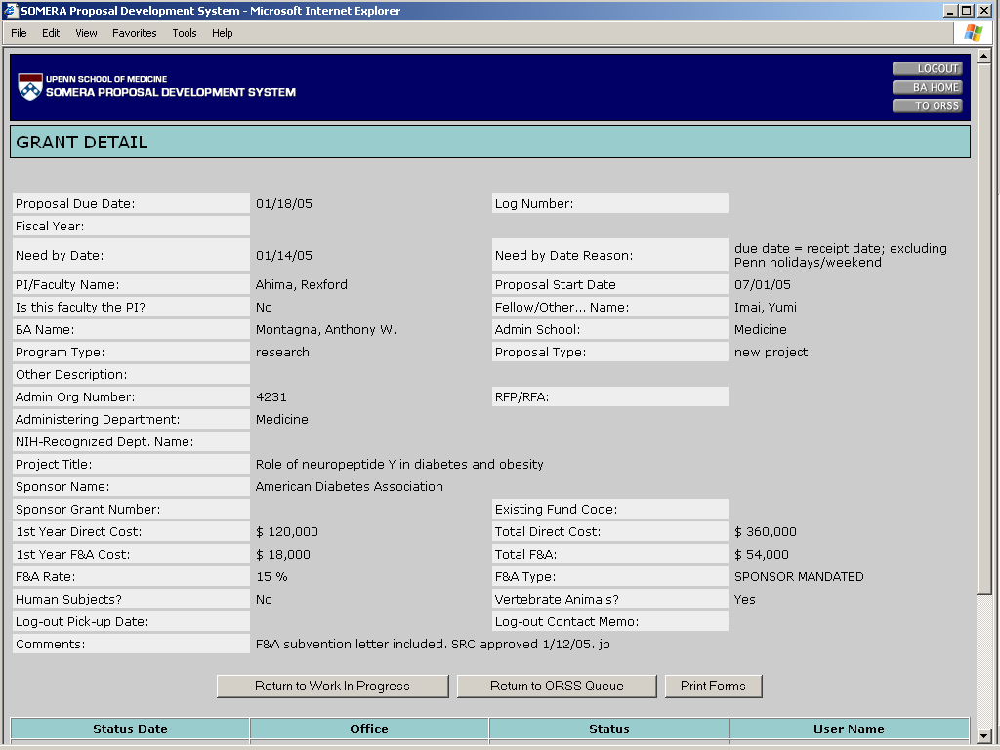 SOMERA Proposal Development System - Microsoft Internet Explorer
File Edit View Favorites Tools Help
UPENN SCHOOL OF MEDICINE
SOMERA PROPOSAL DEVELOPMENT SYSTEM
LOGOUT
BA HOME
TO ORSS
GRANT DETAIL
Proposal Due Date: 01/18/05 Log Number:
Fiscal Year:
Need by Date: 01/14/05 Need by Date Reason: due date = receipt date; excluding
Penn holidays/weekend
PI/Faculty Name: Ahima, Rexford Proposal Start Date 07/01/05
Is this faculty the PI? No Fellow/Other... Name: Imai, Yumi
BA Name: Montagna, Anthony W. Admin School: Medicine
Program Type: research Proposal Type: new project
Other Description:
Admin Org Number: 4231 RFP/RFA:
Administering Department: Medicine
NIH-Recognized Dept. Name:
Project Title: Role of neuropeptide Y in diabetes and obesity
Sponsor Name: American Diabetes Association
Sponsor Grant Number: Existing Fund Code:
1st Year Direct Cost: $ 120,000 Total Direct Cost: $ 360,000
1st Year F&A Cost: $ 18,000 Total F&A: $ 54,000
F&A Rate: 15 % F&A Type: SPONSOR MANDATED
Human Subjects? No Vertebrate Animals? Yes
Log-out Pick-up Date: Log-out Contact Memo:
Comments: F&A subvention letter included. SRC approved 1/12/05. jb
Return to Work In Progress Return to ORSS Queue Print Forms
Status Date Office Status User Name